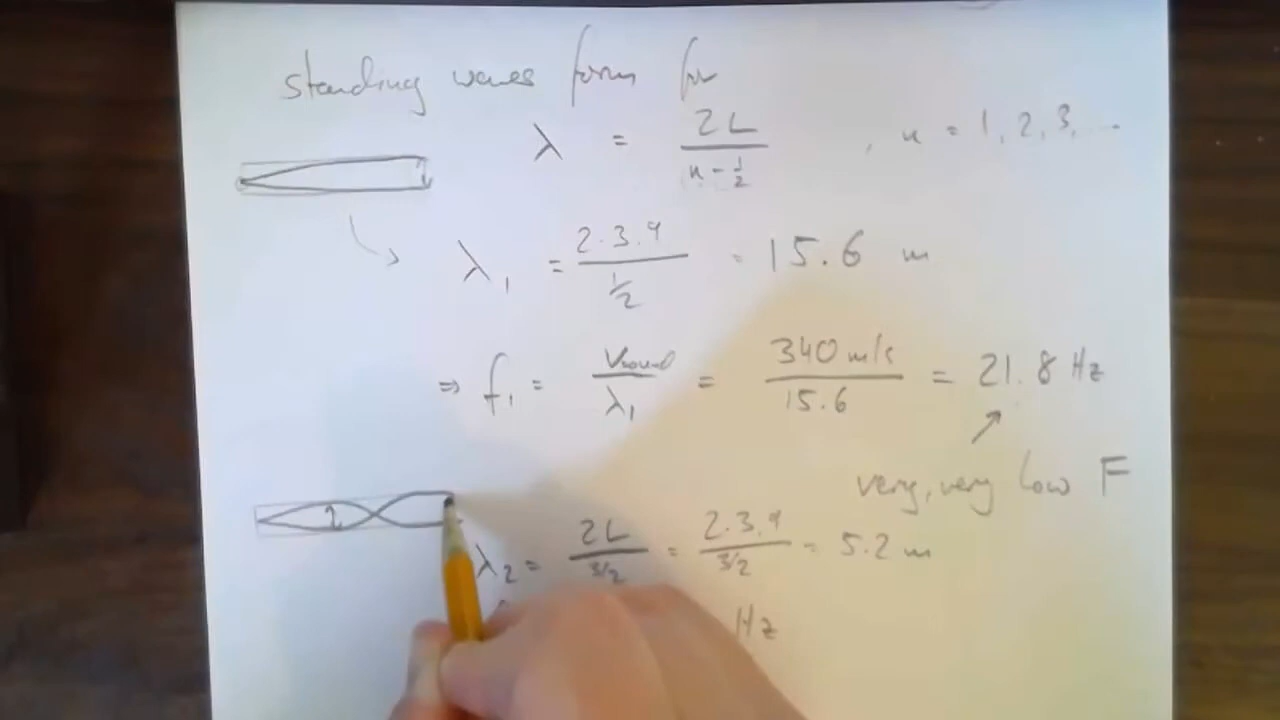 standing waves form for
λ = 2L / (n - 1/2) , n = 1, 2, 3, ...
λ₁ = 2·3.9 / (1/2) = 15.6 m
⇒ f₁ = Vsound / λ₁ = 340 m/s / 15.6 = 21.8 Hz
very, very low F
λ₂ = 2L / (3/2) = 2·3.9 / (3/2) = 5.2 m
Hz